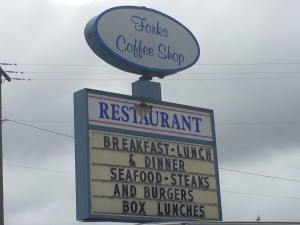 Forks
Coffee Shop
RESTAURANT
BREAKFAST-LUNCH
& DINNER
SEAFOOD-STEAKS
AND BURGERS
BOX LUNCHES